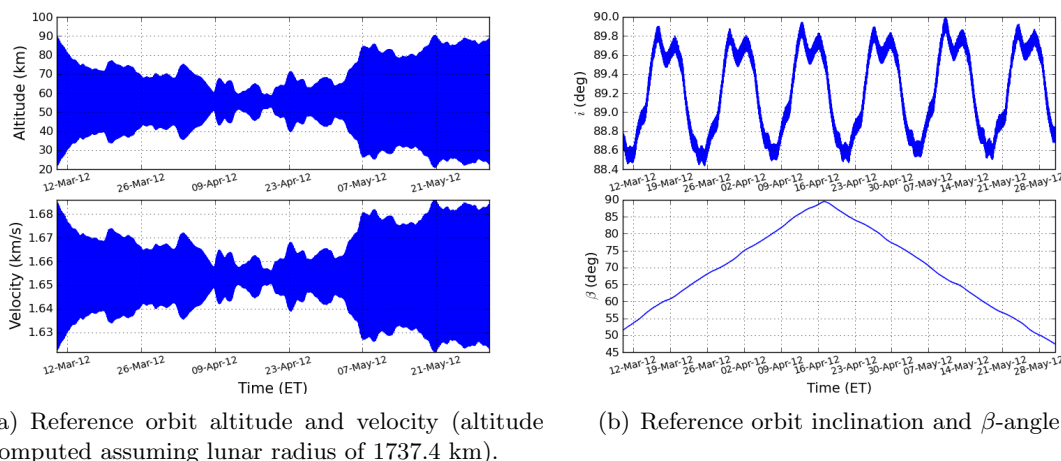 100
90
80
70
60
50
40
30
20
Altitude (km)
12-Mar-12 26-Mar-12 09-Apr-12 23-Apr-12 07-May-12 21-May-12
1.68
1.67
1.66
1.65
1.64
1.63
Velocity (km/s)
12-Mar-12 26-Mar-12 09-Apr-12 23-Apr-12 07-May-12 21-May-12
Time (ET)
90.0
89.8
89.6
89.4
89.2
89.0
88.8
88.6
88.4
i (deg)
12-Mar-12 19-Mar-12 26-Mar-12 02-Apr-12 09-Apr-12 16-Apr-12 23-Apr-12 30-Apr-12 07-May-12 14-May-12 21-May-12 28-May-12
90
85
80
75
70
65
60
55
50
45
β (deg)
12-Mar-12 19-Mar-12 26-Mar-12 02-Apr-12 09-Apr-12 16-Apr-12 23-Apr-12 30-Apr-12 07-May-12 14-May-12 21-May-12 28-May-12
Time (ET)
a) Reference orbit altitude and velocity (altitude
omputed assuming lunar radius of 1737.4 km).
(b) Reference orbit inclination and β-angle